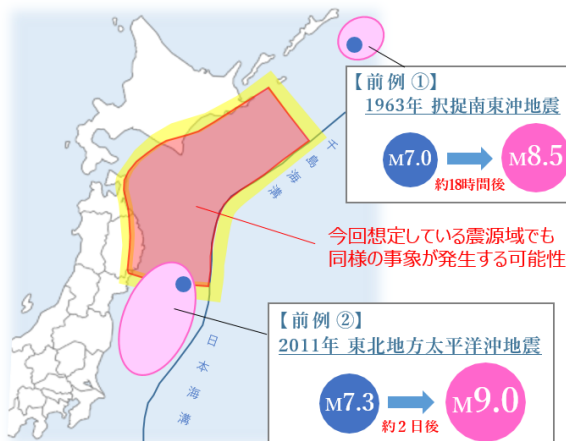 【前例①】
1963年 択捉南東沖地震
M7.0
M8.5
約18時間後
千島海溝
今回想定している震源域でも
同様の事象が発生する可能性
【前例②】
2011年 東北地方太平洋沖地震
日本海溝
M7.3
M9.0
約2日後